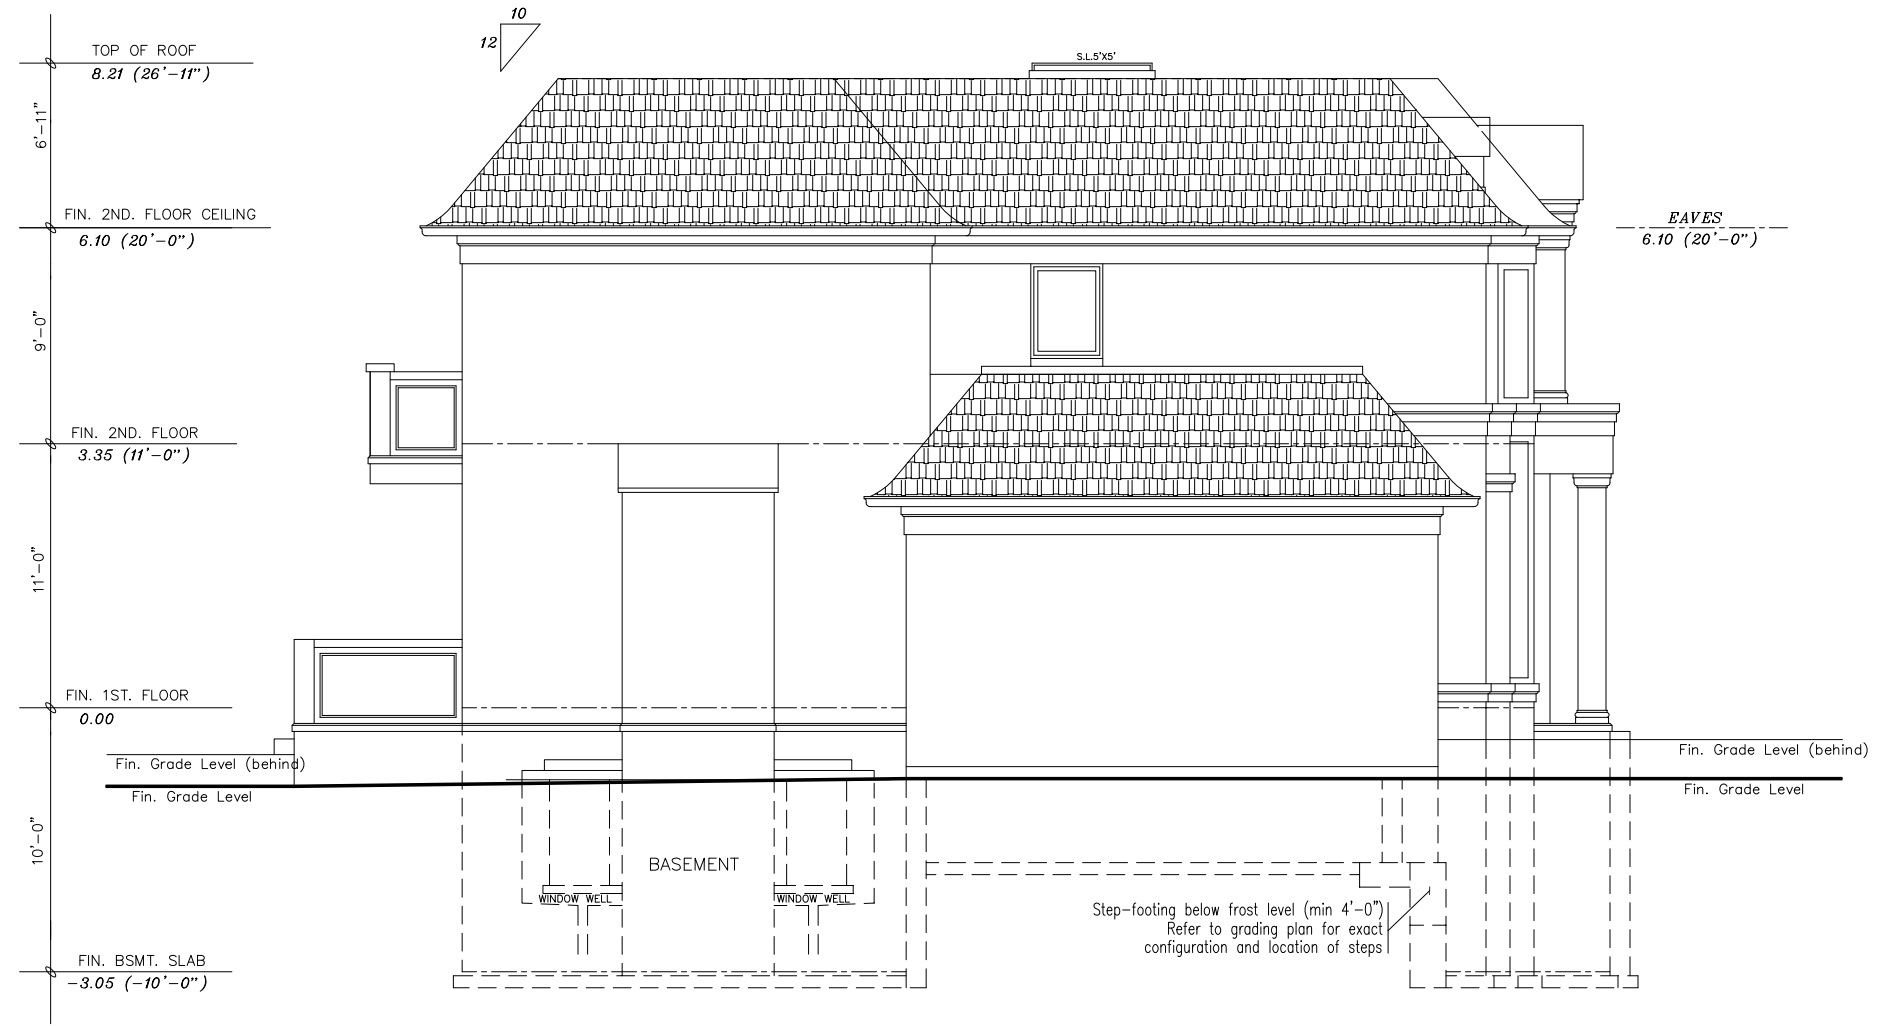 10
12
TOP OF ROOF
8.21 (26'-11")
S.L.5'X5'
6'-11"
FIN. 2ND. FLOOR CEILING
6.10 (20'-0")
EAVES
6.10 (20'-0")
9'-0"
FIN. 2ND. FLOOR
3.35 (11'-0")
11'-0"
FIN. 1ST. FLOOR
0.00
Fin. Grade Level (behind)
Fin. Grade Level (behind)
Fin. Grade Level
Fin. Grade Level
10'-0"
BASEMENT
WINDOW WELL
WINDOW WELL
Step-footing below frost level (min 4'-0")
Refer to grading plan for exact
configuration and location of steps
FIN. BSMT. SLAB
-3.05 (-10'-0")